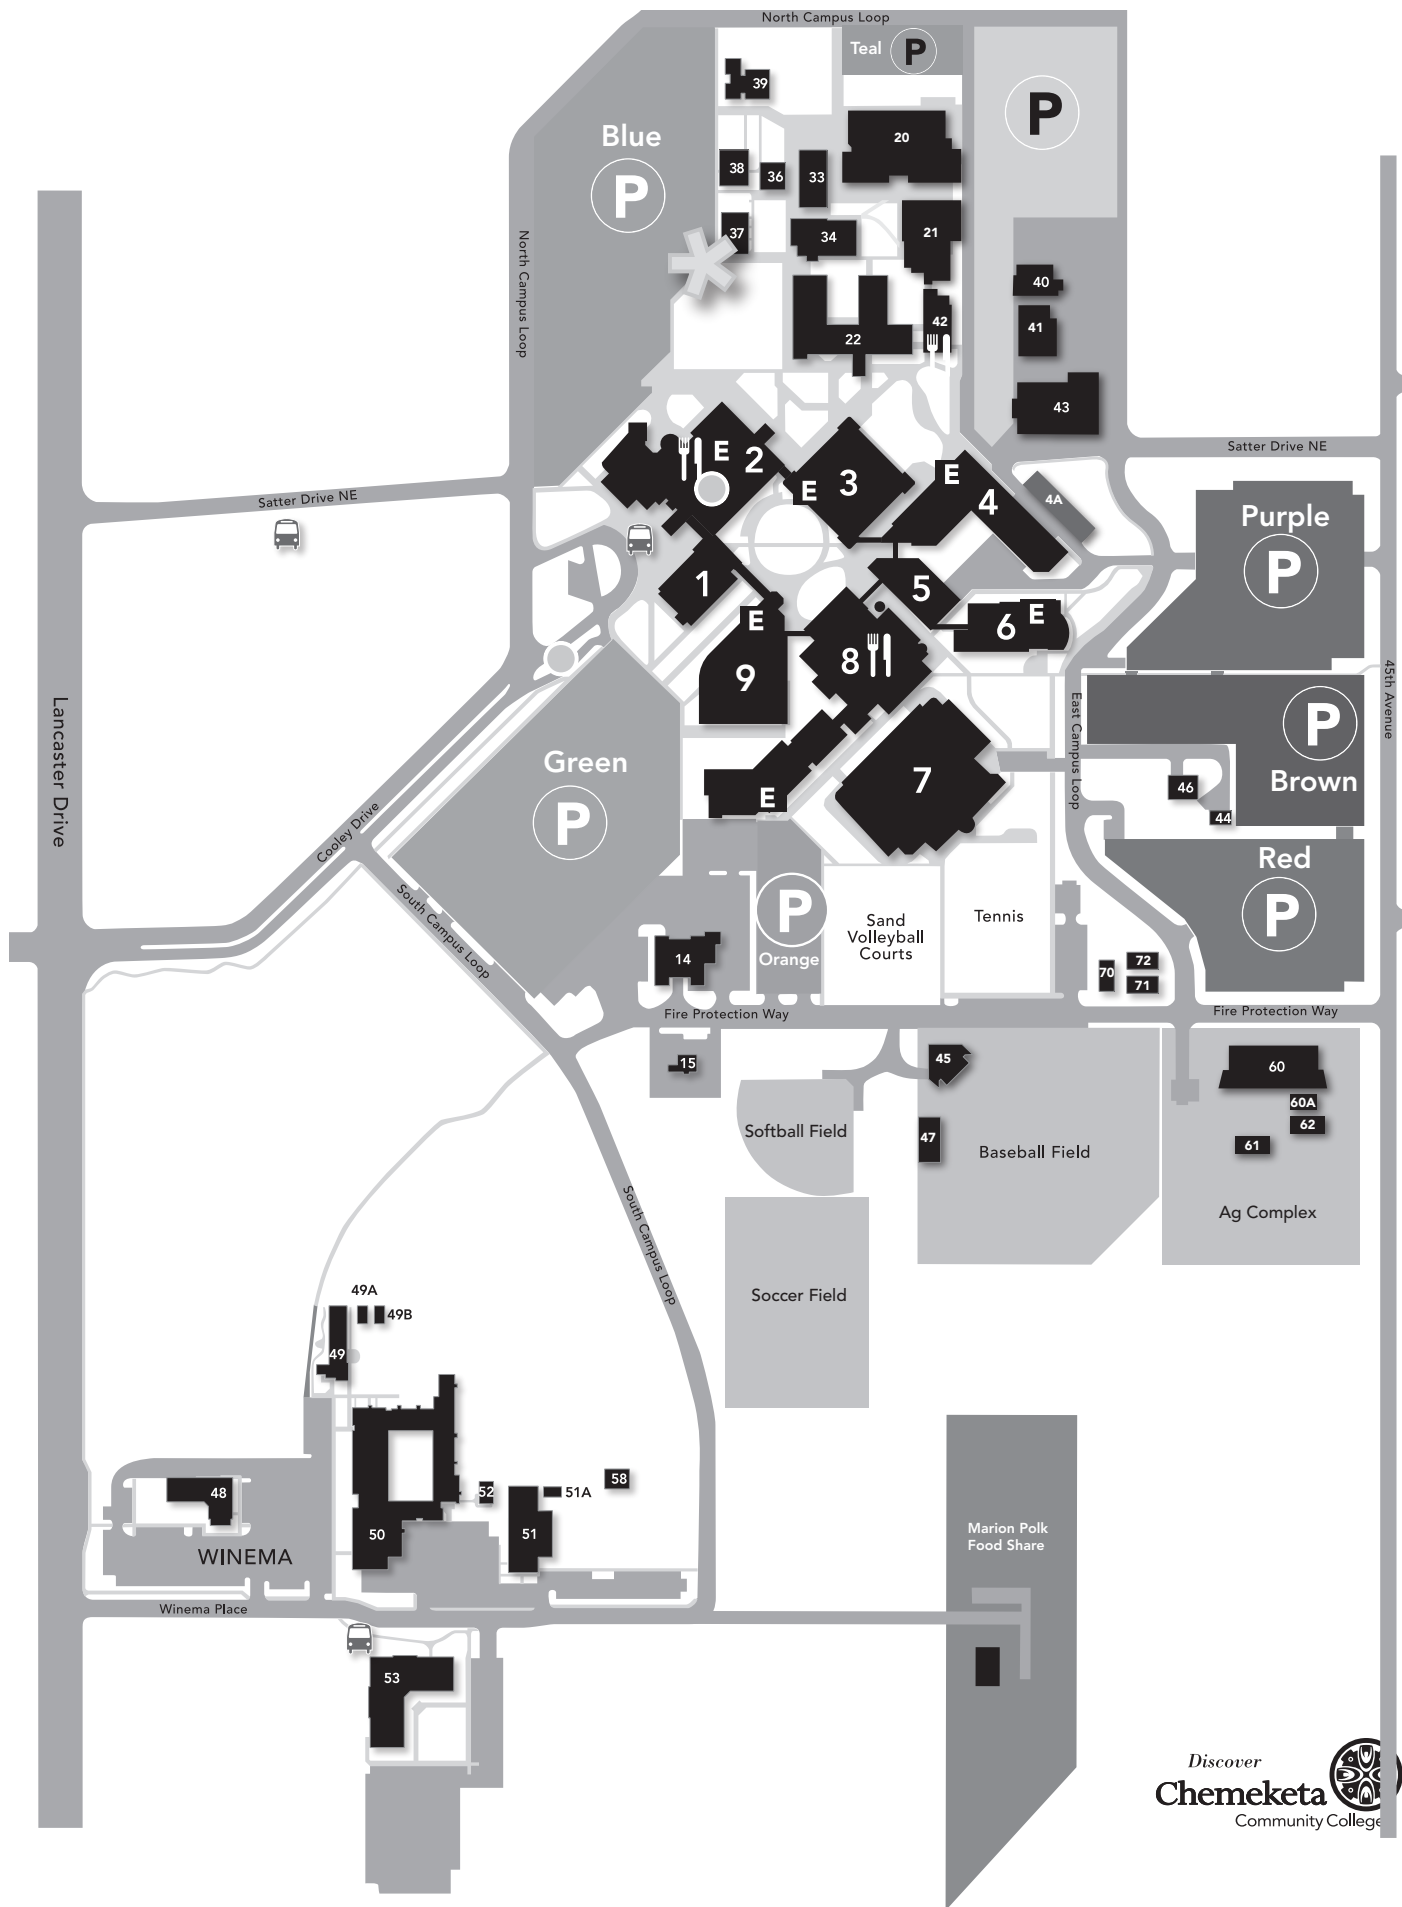 North Campus Loop
Teal P
39
P
Blue
P
20
38
36
33
37
34
21
North Campus Loop
40
42
41
22
43
Satter Drive NE
E
2
E
3
E
4
4A
Satter Drive NE
Purple
P
1
5
E
E
6
8
9
45th Avenue
Lancaster Drive
East Campus Loop
P
Brown
Green
P
7
E
46
44
Cooley Drive
Red
P
South Campus Loop
P
Orange
Sand
Volleyball
Courts
Tennis
14
72
70
71
Fire Protection Way
Fire Protection Way
15
45
60
60A
62
61
Softball Field
47
Baseball Field
Ag Complex
South Campus Loop
Soccer Field
49A
49B
49
48
52
51A
58
50
51
WINEMA
Marion Polk
Food Share
Winema Place
53
Discover
Chemeketa
Community College